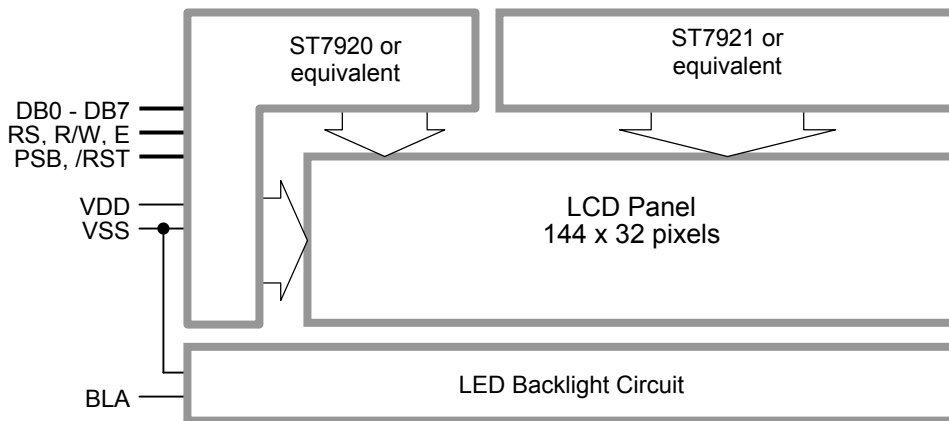 ST7920 or
equivalent
ST7921 or
equivalent
DB0 - DB7
RS, R/W, E
PSB, /RST
VDD
VSS
LCD Panel
144 x 32 pixels
LED Backlight Circuit
BLA